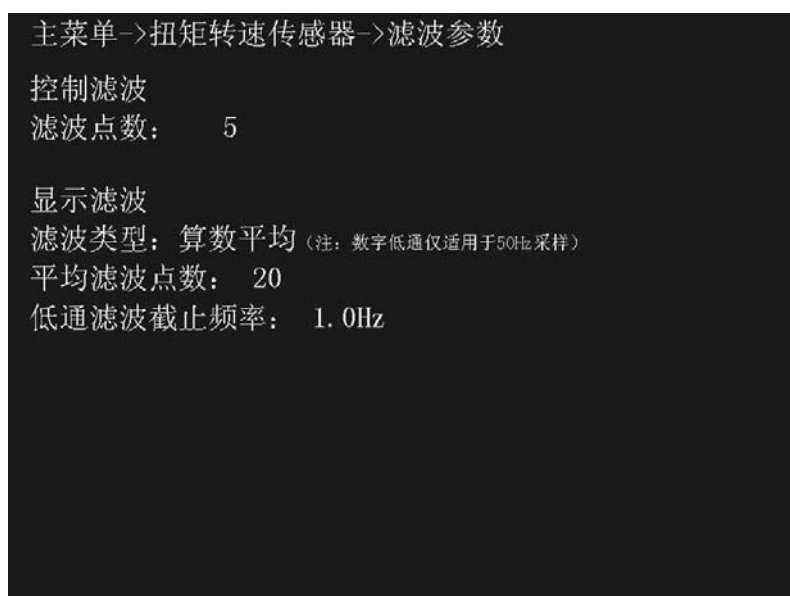 主菜单->扭矩转速传感器->滤波参数
控制滤波
滤波点数： 5
显示滤波
滤波类型：算数平均（注：数字低通仅适用于50Hz采样）
平均滤波点数： 20
低通滤波截止频率： 1.0Hz